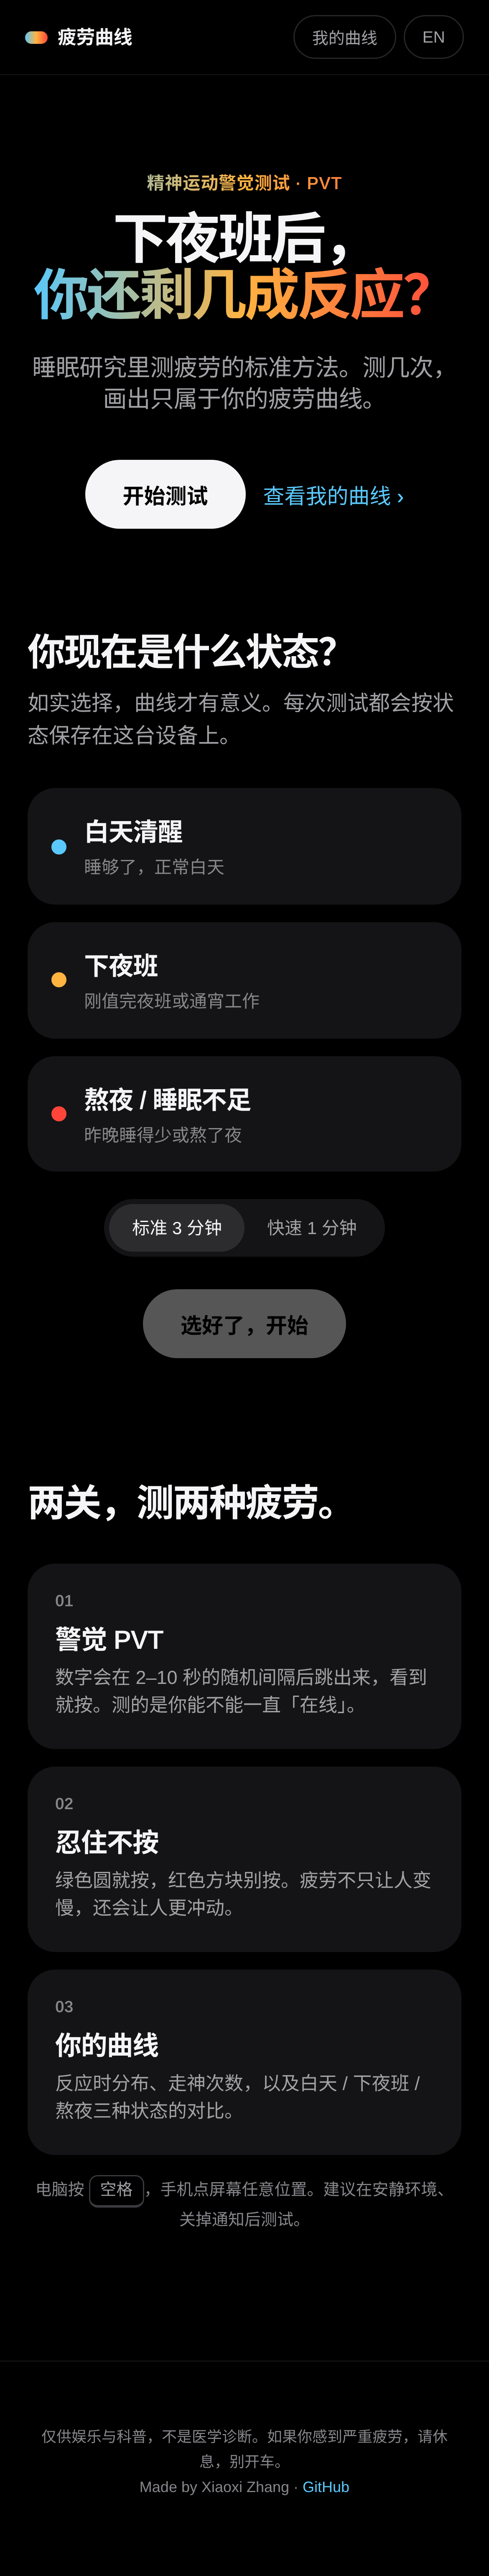 疲劳曲线
我的曲线
EN
精神运动警觉测试 · PVT
下夜班后，
你还剩几成反应？
睡眠研究里测疲劳的标准方法。测几次，
画出只属于你的疲劳曲线。
开始测试
查看我的曲线 ›
你现在是什么状态？
如实选择，曲线才有意义。每次测试都会按状
态保存在这台设备上。
白天清醒
睡够了，正常白天
下夜班
刚值完夜班或通宵工作
熬夜 / 睡眠不足
昨晚睡得少或熬了夜
标准 3 分钟
快速 1 分钟
选好了，开始
两关，测两种疲劳。
01
警觉 PVT
数字会在 2–10 秒的随机间隔后跳出来，看到
就按。测的是你能不能一直「在线」。
02
忍住不按
绿色圆就按，红色方块别按。疲劳不只让人变
慢，还会让人更冲动。
03
你的曲线
反应时分布、走神次数，以及白天 / 下夜班 /
熬夜三种状态的对比。
电脑按 空格，手机点屏幕任意位置。建议在安静环境、
关掉通知后测试。
仅供娱乐与科普，不是医学诊断。如果你感到严重疲劳，请休
息，别开车。
Made by Xiaoxi Zhang · GitHub